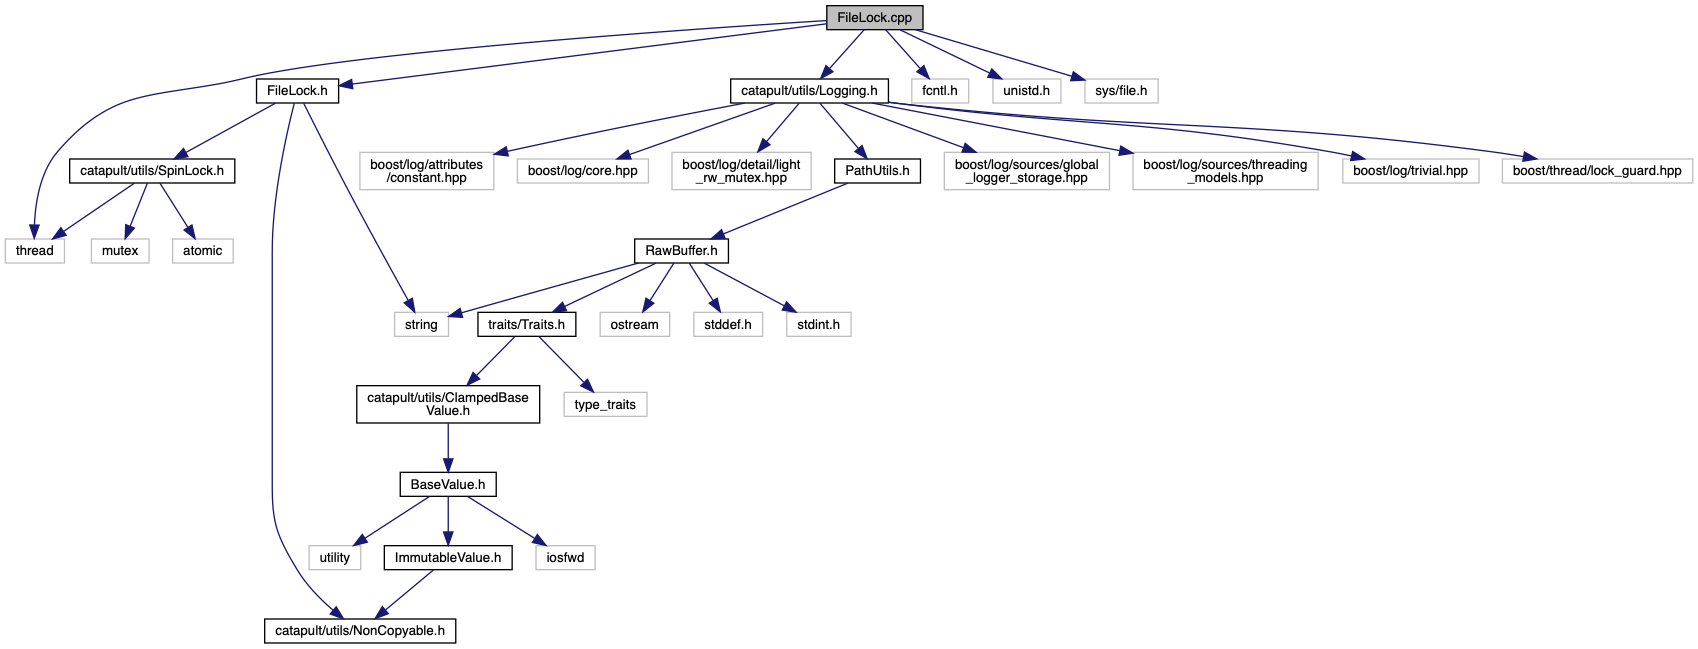 FileLock.cpp
FileLock.h
catapult/utils/Logging.h
fcntl.h
unistd.h
sys/file.h
catapult/utils/SpinLock.h
boost/log/attributes
/constant.hpp
boost/log/core.hpp
boost/log/detail/light
_rw_mutex.hpp
PathUtils.h
boost/log/sources/global
_logger_storage.hpp
boost/log/sources/threading
_models.hpp
boost/log/trivial.hpp
boost/thread/lock_guard.hpp
thread
mutex
atomic
RawBuffer.h
string
traits/Traits.h
ostream
stddef.h
stdint.h
catapult/utils/ClampedBase
Value.h
type_traits
BaseValue.h
utility
ImmutableValue.h
iosfwd
catapult/utils/NonCopyable.h